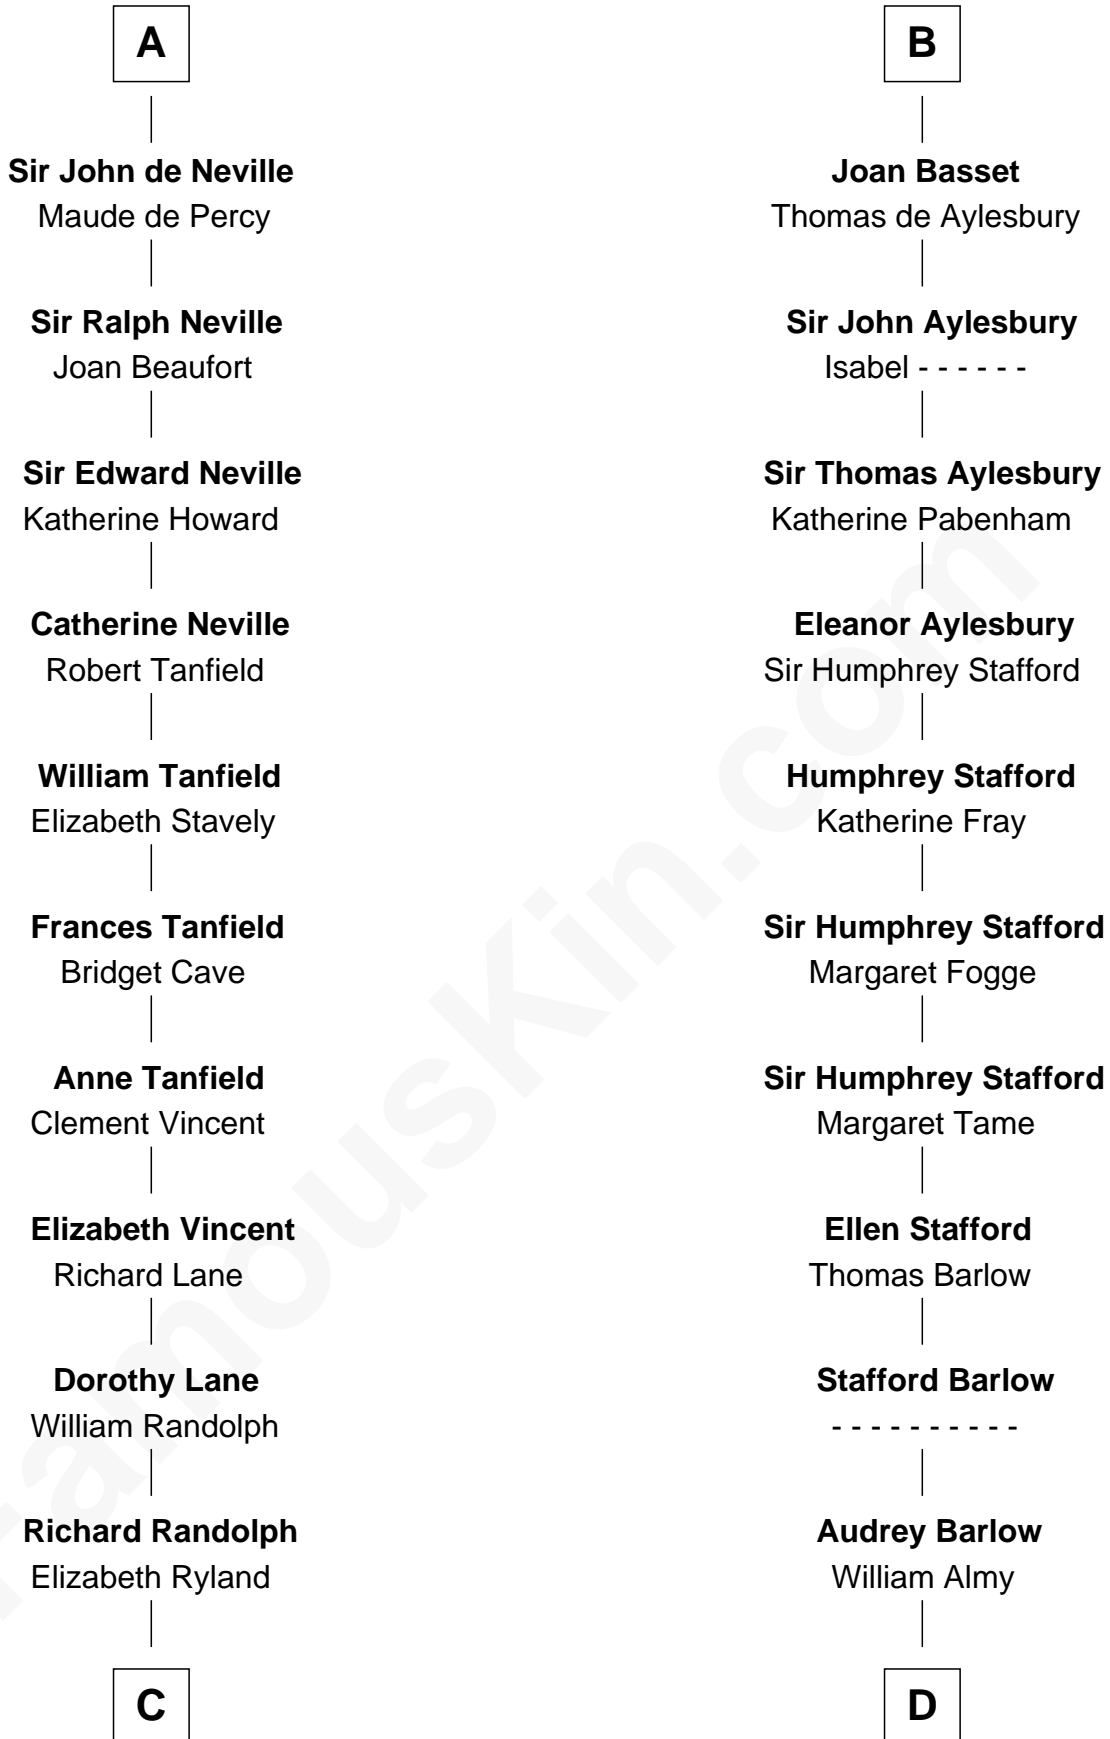 A
Sir John de Neville
Maude de Percy
Sir Ralph Neville
Joan Beaufort
Sir Edward Neville
Katherine Howard
Catherine Neville
Robert Tanfield
William Tanfield
Elizabeth Stavely
Frances Tanfield
Bridget Cave
Anne Tanfield
Clement Vincent
Elizabeth Vincent
Richard Lane
Dorothy Lane
William Randolph
Richard Randolph
Elizabeth Ryland
C
B
Joan Basset
Thomas de Aylesbury
Sir John Aylesbury
Isabel - - - - - -
Sir Thomas Aylesbury
Katherine Pabenham
Eleanor Aylesbury
Sir Humphrey Stafford
Humphrey Stafford
Katherine Fray
Sir Humphrey Stafford
Margaret Fogge
Sir Humphrey Stafford
Margaret Tame
Ellen Stafford
Thomas Barlow
Stafford Barlow
- - - - - - - - - -
Audrey Barlow
William Almy
D
FamousKin.com